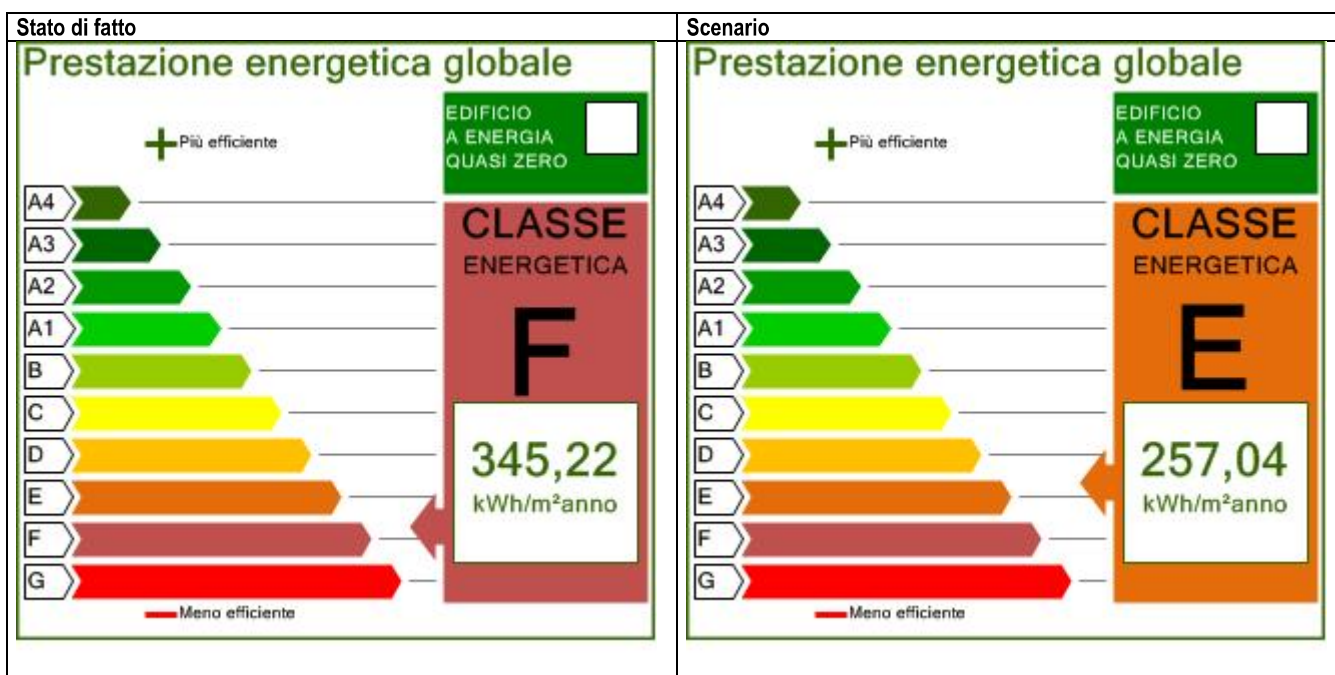 Stato di fatto
Prestazione energetica globale
EDIFICIO
A ENERGIA
QUASI ZERO
Più efficiente
A4
A3
A2
A1
B
C
D
E
F
G
CLASSE
ENERGETICA
F
345,22
kWh/m²anno
Meno efficiente
Scenario
Prestazione energetica globale
EDIFICIO
A ENERGIA
QUASI ZERO
Più efficiente
A4
A3
A2
A1
B
C
D
E
F
G
CLASSE
ENERGETICA
E
257,04
kWh/m²anno
Meno efficiente